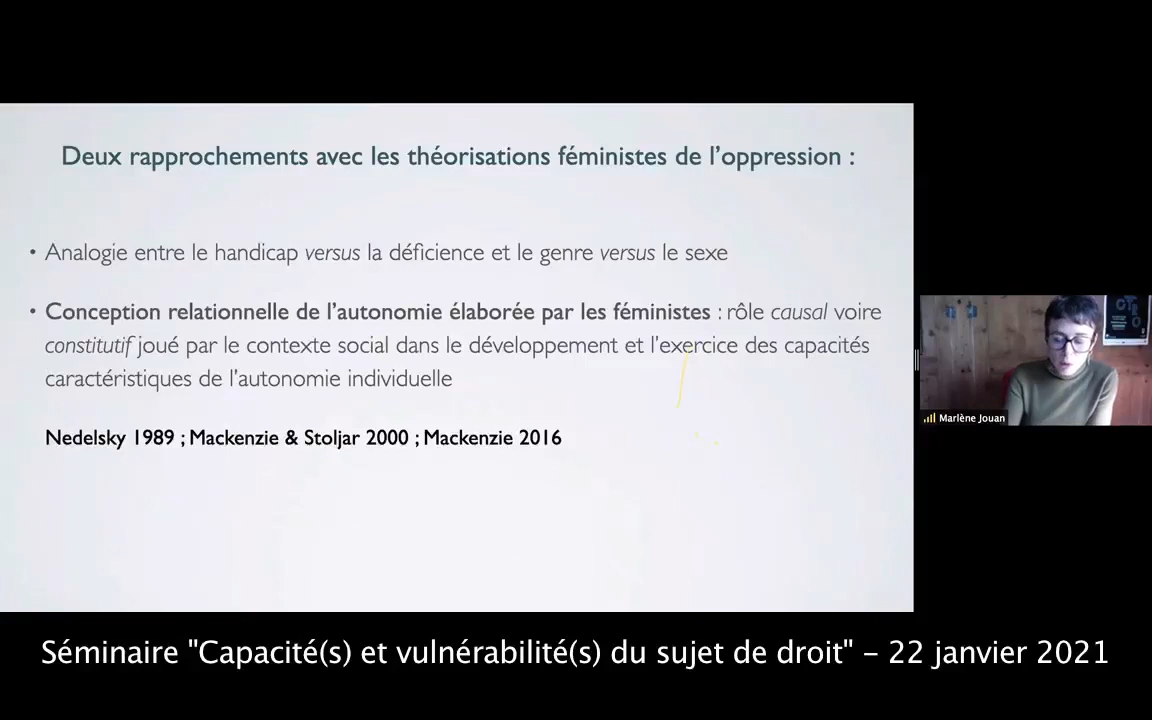 Deux rapprochements avec les théorisations féministes de l’oppression :
• Analogie entre le handicap versus la déficience et le genre versus le sexe
• Conception relationnelle de l’autonomie élaborée par les féministes : rôle causal voire
constitutif joué par le contexte social dans le développement et l’exercice des capacités
caractéristiques de l’autonomie individuelle
Nedelsky 1989 ; Mackenzie & Stoljar 2000 ; Mackenzie 2016
Marlène Jouan
Séminaire "Capacité(s) et vulnérabilité(s) du sujet de droit" – 22 janvier 2021